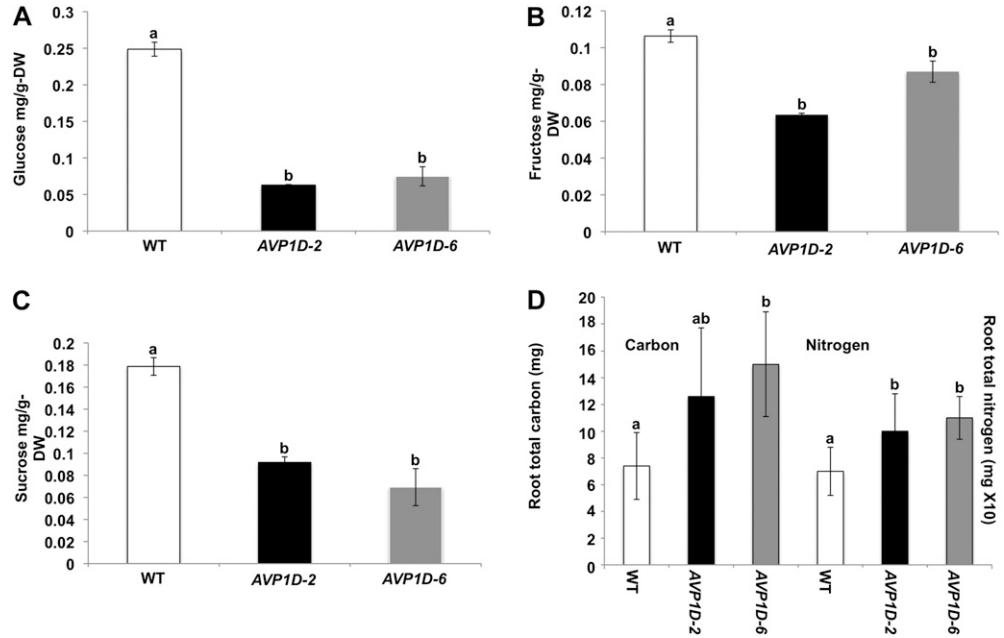 A
Glucose mg/g-DW
0.3
0.25
0.2
0.15
0.1
0.05
0
a
b
b
WT
AVP1D-2
AVP1D-6
B
Fructose mg/g-
DW
0.12
0.1
0.08
0.06
0.04
0.02
0
a
b
b
WT
AVP1D-2
AVP1D-6
C
Sucrose mg/g-
DW
0.2
0.18
0.16
0.14
0.12
0.1
0.08
0.06
0.04
0.02
0
a
b
b
WT
AVP1D-2
AVP1D-6
D
Root total carbon (mg)
20
18
16
14
12
10
8
6
4
2
0
Carbon
Nitrogen
a
ab
b
a
b
b
WT
AVP1D-2
AVP1D-6
WT
AVP1D-2
AVP1D-6
Root total nitrogen (mg X10)